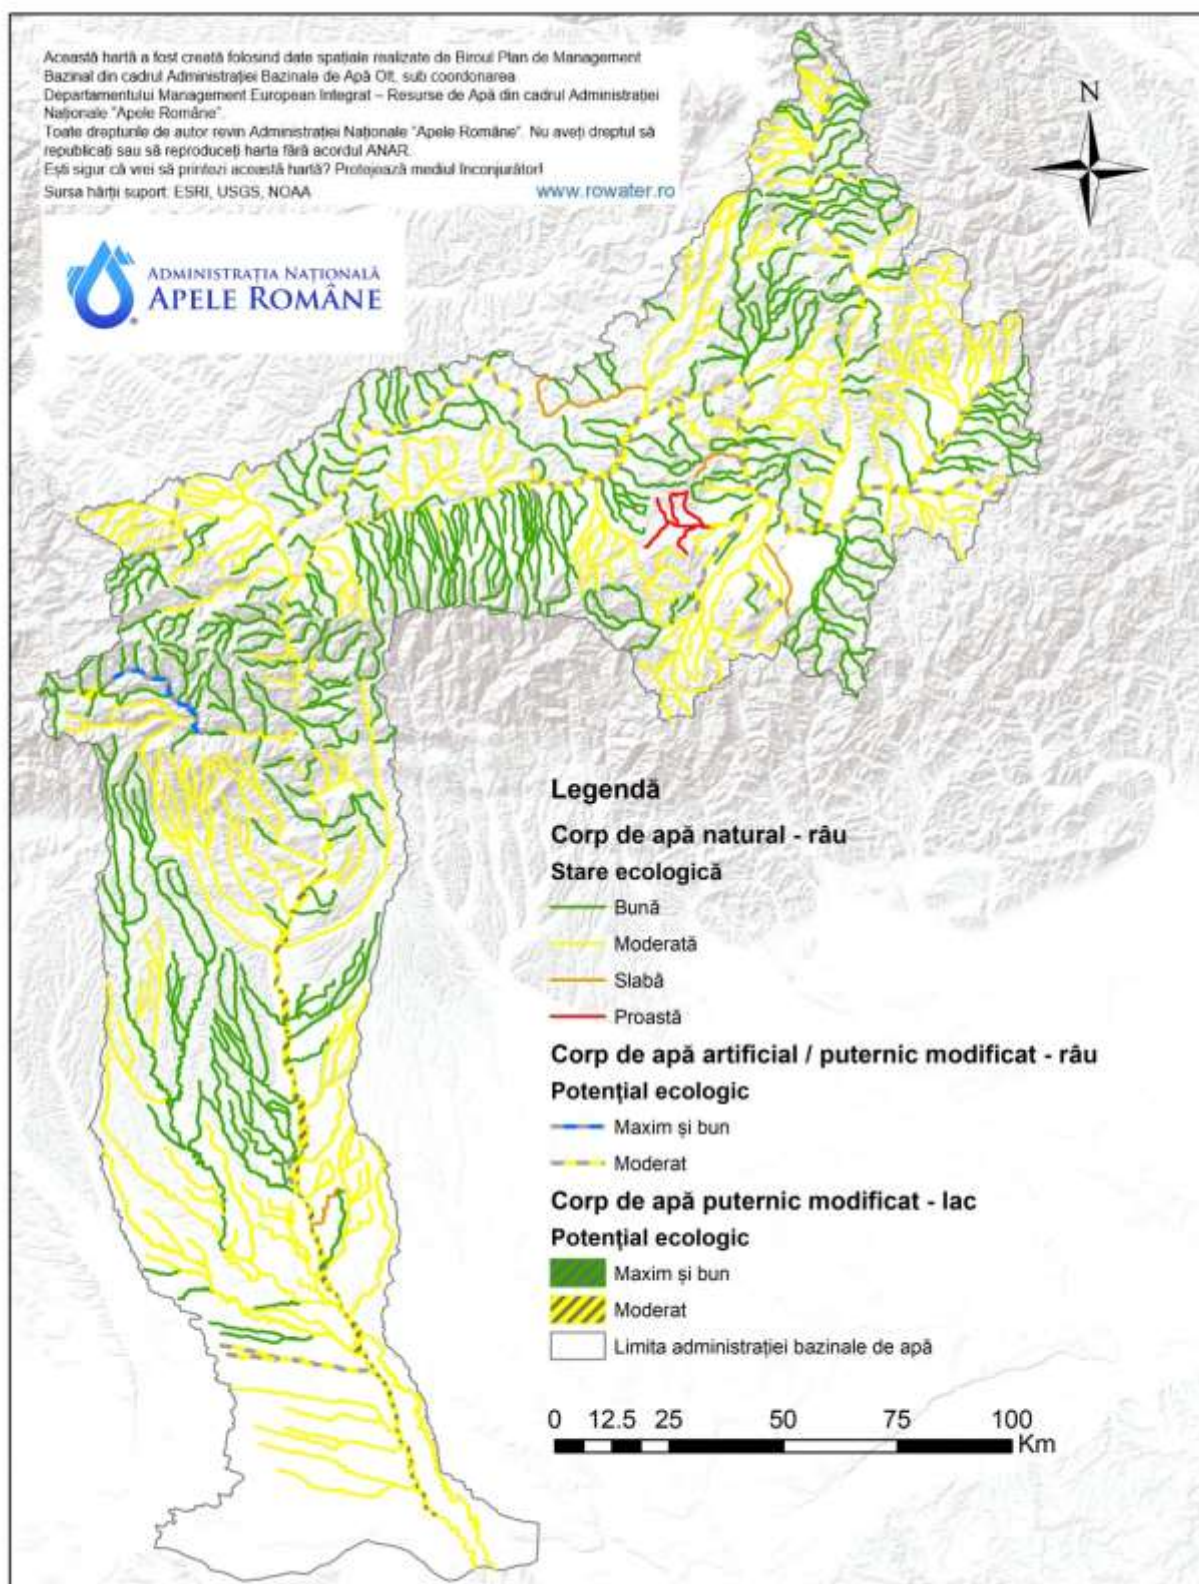 Această hartă a fost creată folosind date spațiale realizate de Biroul Plan de Management
Bazinal din cadrul Administrației Bazinale de Apă Olt, sub coordonarea
Departamentului Management European Integrat – Resurse de Apă din cadrul Administrației
Naționale "Apele Române".
Toate drepturile de autor revin Administrației Naționale "Apele Române". Nu aveți dreptul să
republicați sau să reproduceți harta fără acordul ANAR.
Ești sigur că vrei să printezi această hartă? Protejează mediul înconjurător!
Sursa hărții suport: ESRI, USGS, NOAA
www.rowater.ro
N
ADMINISTRAȚIA NAȚIONALĂ
APELE ROMÂNE
Legendă
Corp de apă natural - râu
Stare ecologică
Bună
Moderată
Slabă
Proastă
Corp de apă artificial / puternic modificat - râu
Potențial ecologic
Maxim și bun
Moderat
Corp de apă puternic modificat - lac
Potențial ecologic
Maxim și bun
Moderat
Limita administrației bazinale de apă
0 12.5 25 50 75 100
Km